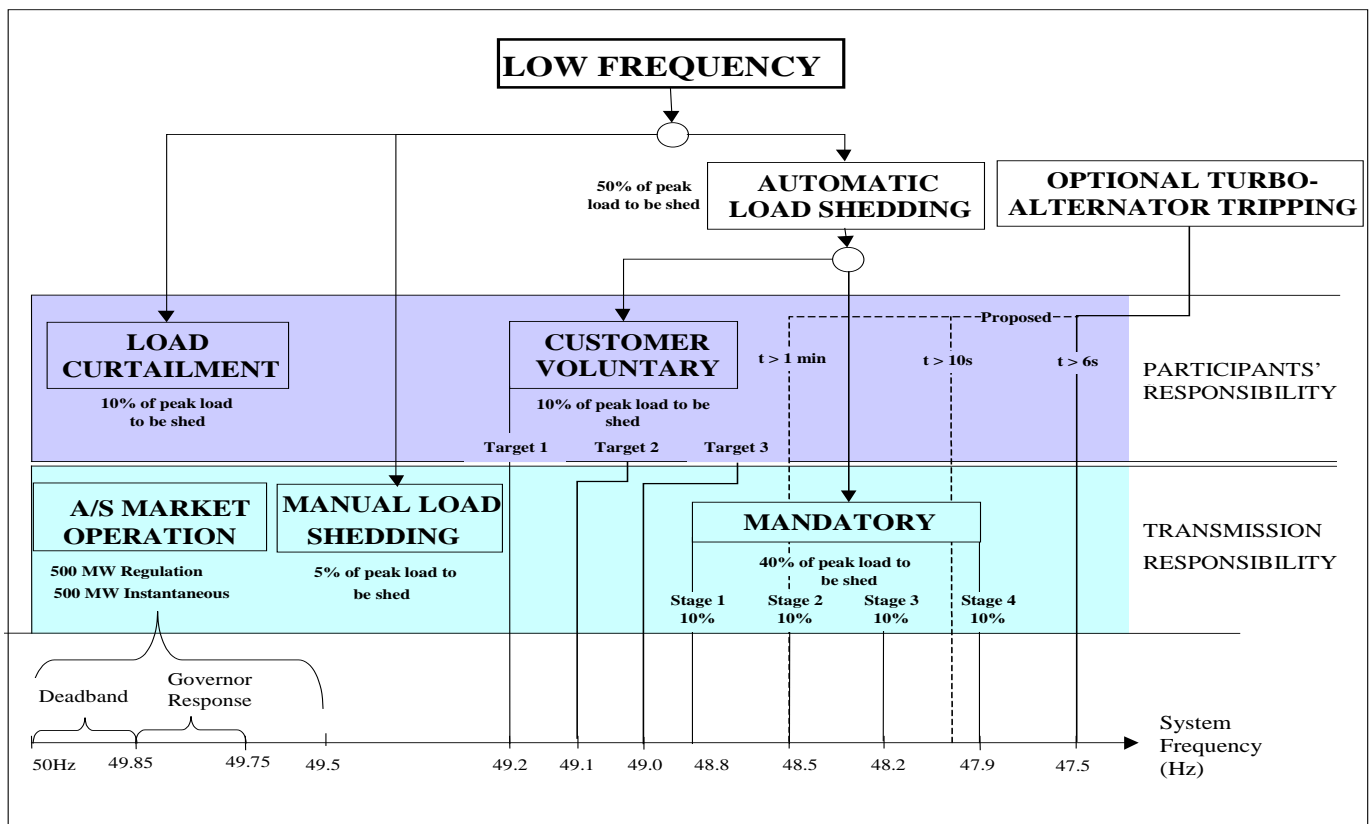 LOW FREQUENCY
50% of peak
load to be shed
AUTOMATIC
LOAD SHEDDING
OPTIONAL TURBO-
ALTERNATOR TRIPPING
LOAD
CURTAILMENT
10% of peak load
to be shed
CUSTOMER
VOLUNTARY
10% of peak load to be
shed
Proposed
t > 1 min
t > 10s
t > 6s
PARTICIPANTS'
RESPONSIBILITY
Target 1
Target 2
Target 3
A/S MARKET
OPERATION
500 MW Regulation
500 MW Instantaneous
MANUAL LOAD
SHEDDING
5% of peak load to
be shed
MANDATORY
40% of peak load to
be shed
TRANSMISSION
RESPONSIBILITY
Stage 1
10%
Stage 2
10%
Stage 3
10%
Stage 4
10%
Deadband
Governor
Response
System
Frequency
(Hz)
50Hz
49.85
49.75
49.5
49.2
49.1
49.0
48.8
48.5
48.2
47.9
47.5